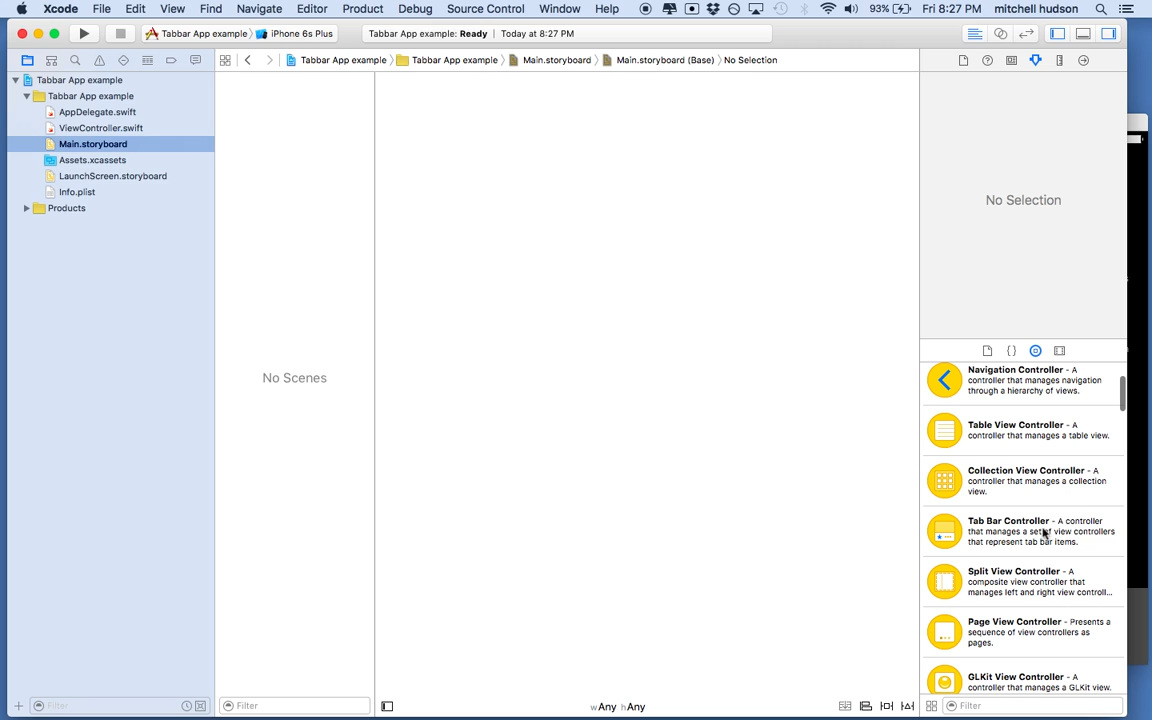 Xcode File Edit View Find Navigate Editor Product Debug Source Control Window Help 93% Fri 8:27 PM mitchell hudson
Tabbar App example iPhone 6s Plus Tabbar App example: Ready Today at 8:27 PM
Tabbar App example Tabbar App example Main.storyboard Main.storyboard (Base) No Selection
Tabbar App example
Tabbar App example
AppDelegate.swift
ViewController.swift
Main.storyboard
Assets.xcassets
LaunchScreen.storyboard
Info.plist
Products
No Scenes
No Selection
Navigation Controller - A
controller that manages navigation
through a hierarchy of views.
Table View Controller - A
controller that manages a table view.
Collection View Controller - A
controller that manages a collection
view.
Tab Bar Controller - A controller
that manages a set of view controllers
that represent tab bar items.
Split View Controller - A
composite view controller that
manages left and right view controll...
Page View Controller - Presents a
sequence of view controllers as
pages.
GLKit View Controller - A
controller that manages a GLKit view.
Filter Filter wAny hAny Filter